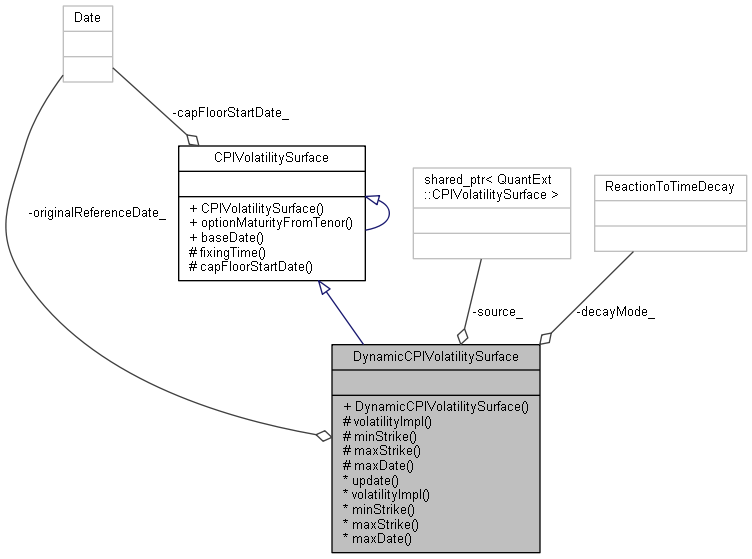 Date
-capFloorStartDate_
CPIVolatilitySurface
+ CPIVolatilitySurface()
+ optionMaturityFromTenor()
+ baseDate()
# fixingTime()
# capFloorStartDate()
shared_ptr< QuantExt
::CPIVolatilitySurface >
ReactionToTimeDecay
-originalReferenceDate_
-source_
-decayMode_
DynamicCPIVolatilitySurface
+ DynamicCPIVolatilitySurface()
# volatilityImpl()
# minStrike()
# maxStrike()
# maxDate()
* update()
* volatilityImpl()
* minStrike()
* maxStrike()
* maxDate()